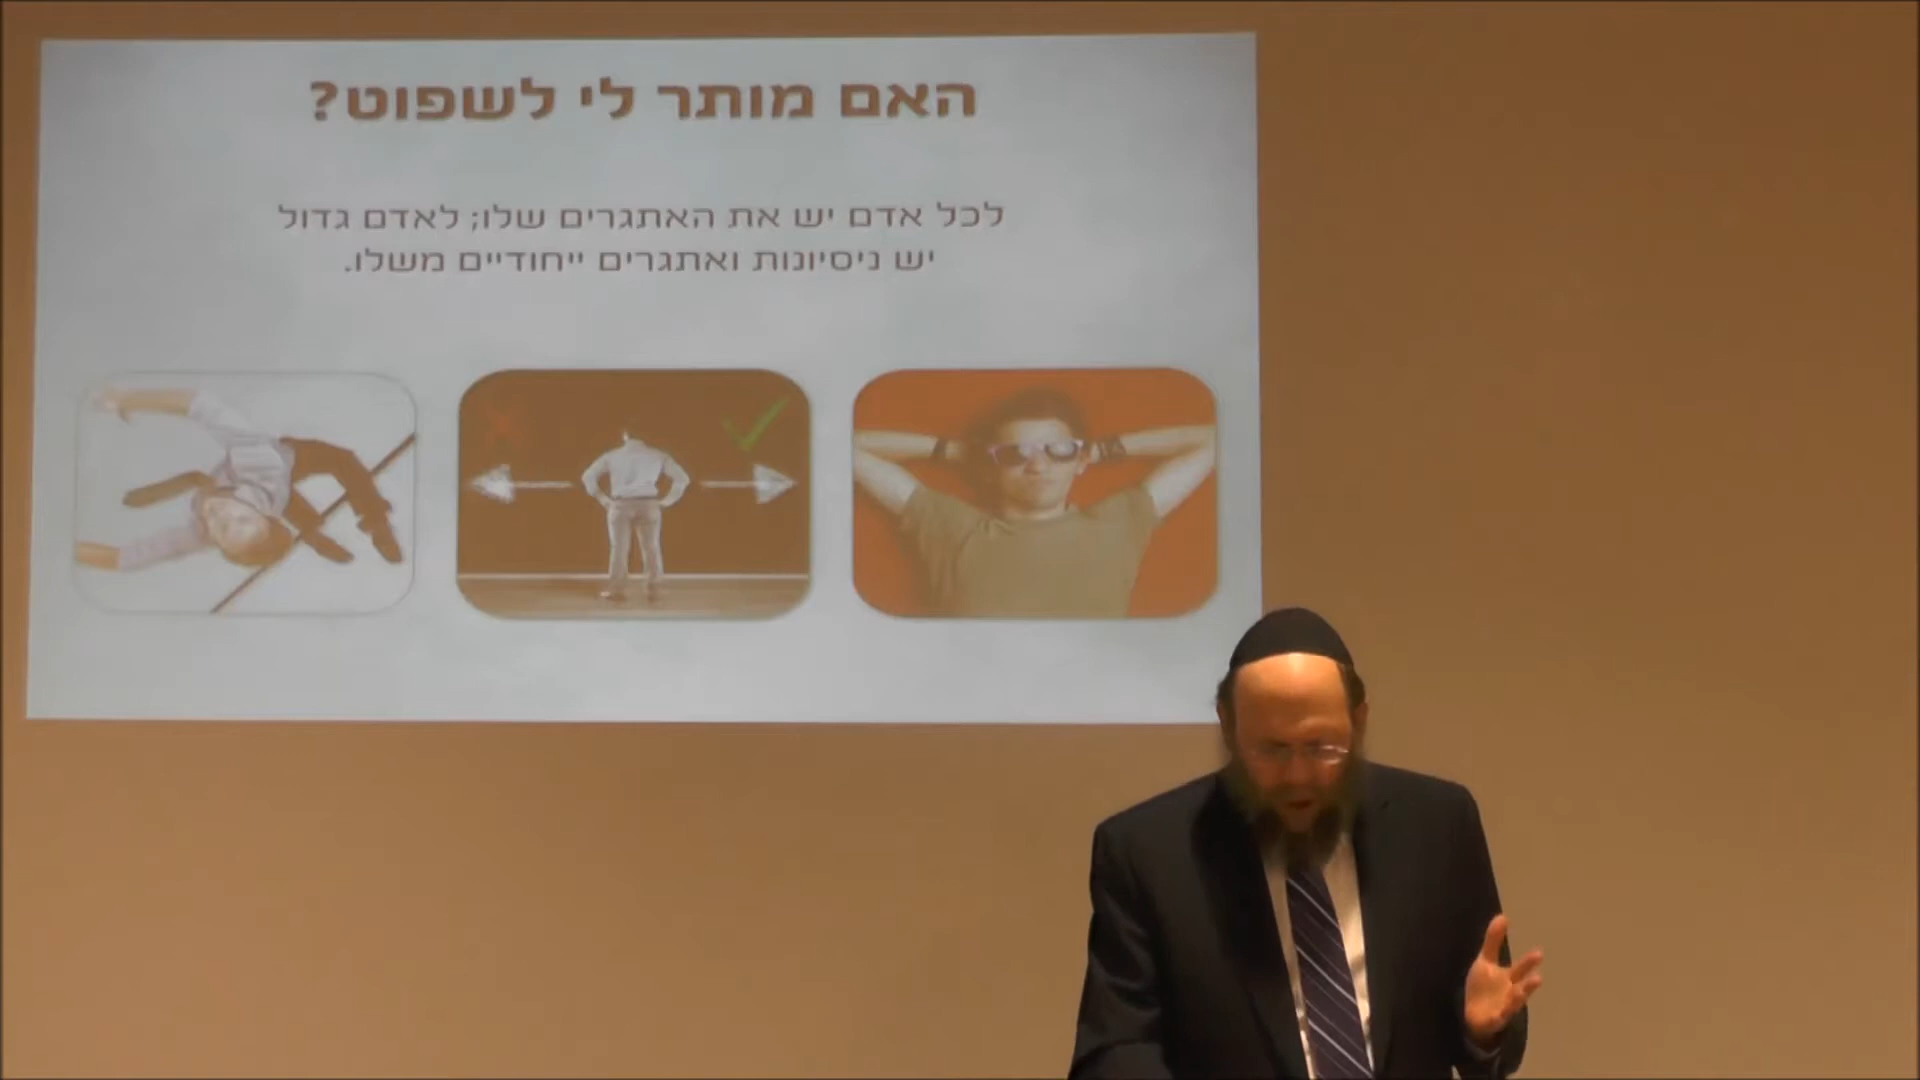 האם מותר לי לשפוט?
לכל אדם יש את האתגרים שלו; לאדם גדול
יש ניסיונות ואתגרים ייחודיים משלו.